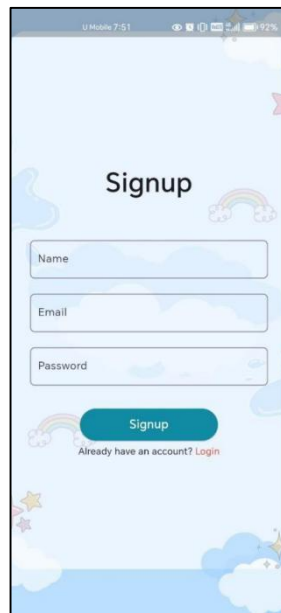 U Mobile 7:51
92%
Signup
Name
Email
Password
Signup
Already have an account? Login